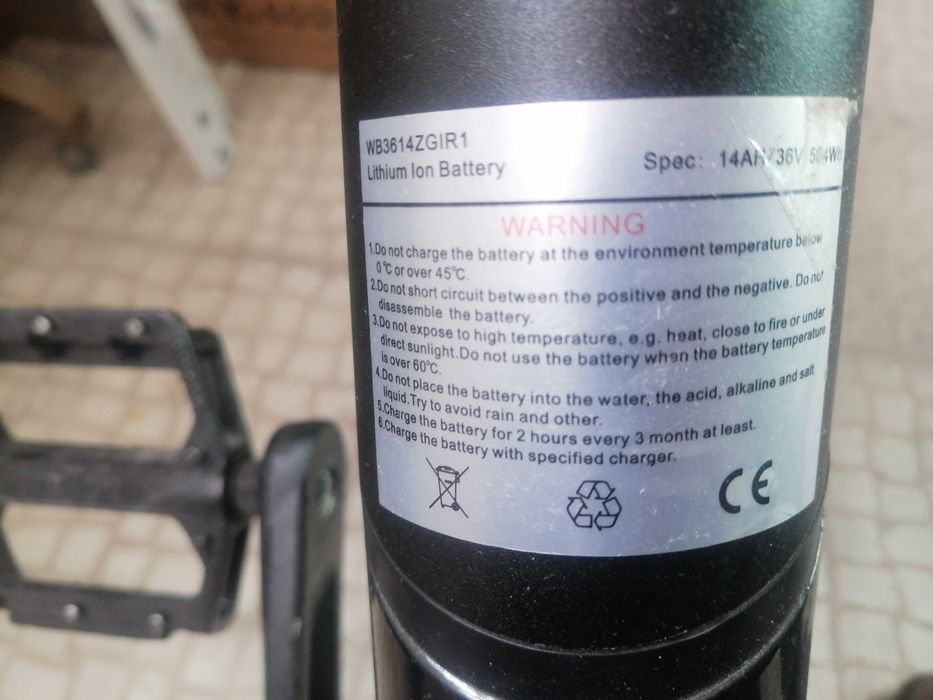 WB3614ZGIR1
Lithium Ion Battery
Spec: 14AH/36V 504Wh
WARNING
1.Do not charge the battery at the environment temperature below
0℃ or over 45℃.
2.Do not short circuit between the positive and the negative. Do not
disassemble the battery.
3.Do not expose to high temperature, e.g. heat, close to fire or under
direct sunlight.Do not use the battery when the battery temperature
is over 60℃.
4.Do not place the battery into the water, the acid, alkaline and salt
liquid.Try to avoid rain and other.
5.Charge the battery for 2 hours every 3 month at least.
6.Charge the battery with specified charger.
CE